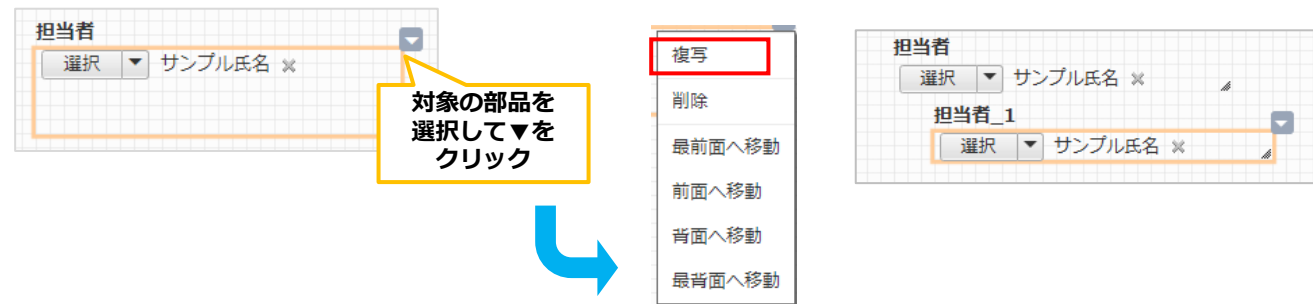 担当者
選択 ▼ サンプル氏名 ×
対象の部品を
選択して▼を
クリック
複写
削除
最前面へ移動
前面へ移動
背面へ移動
最背面へ移動
担当者
選択 ▼ サンプル氏名 ×
担当者_1
選択 ▼ サンプル氏名 ×